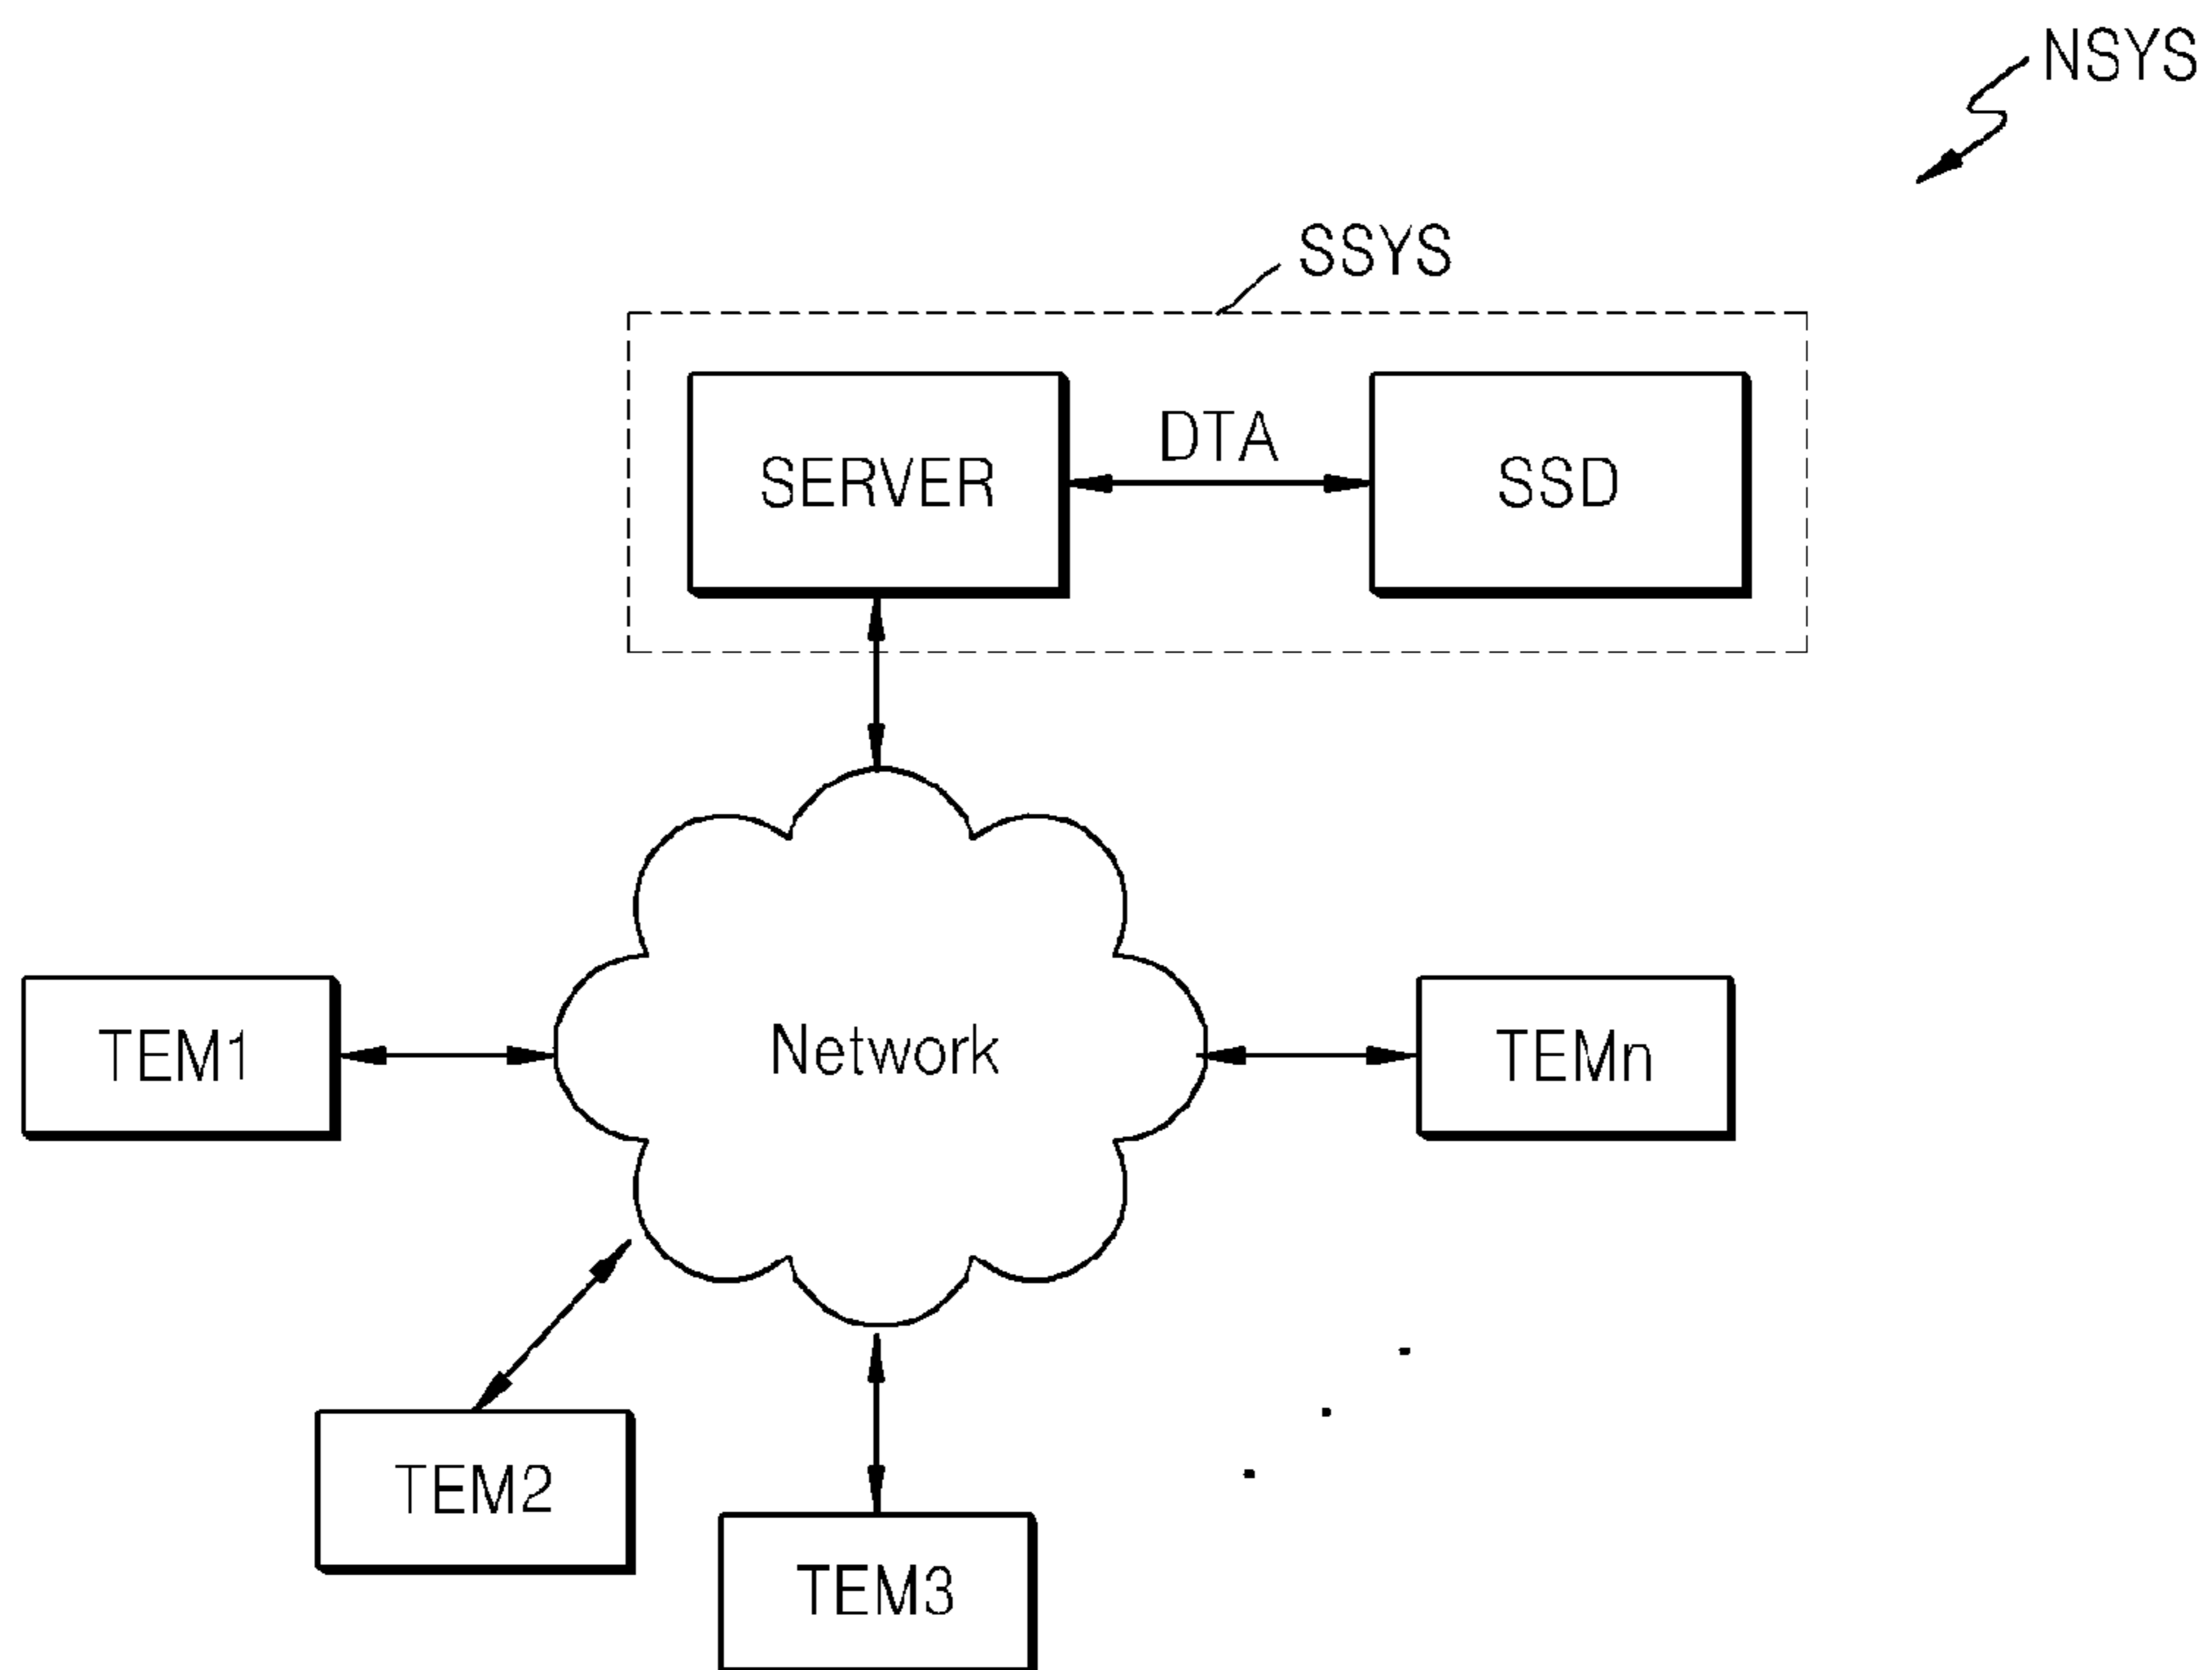 NSYS
SSYS
SERVER
DTA
SSD
TEM1
Network
TEMn
TEM2
TEM3